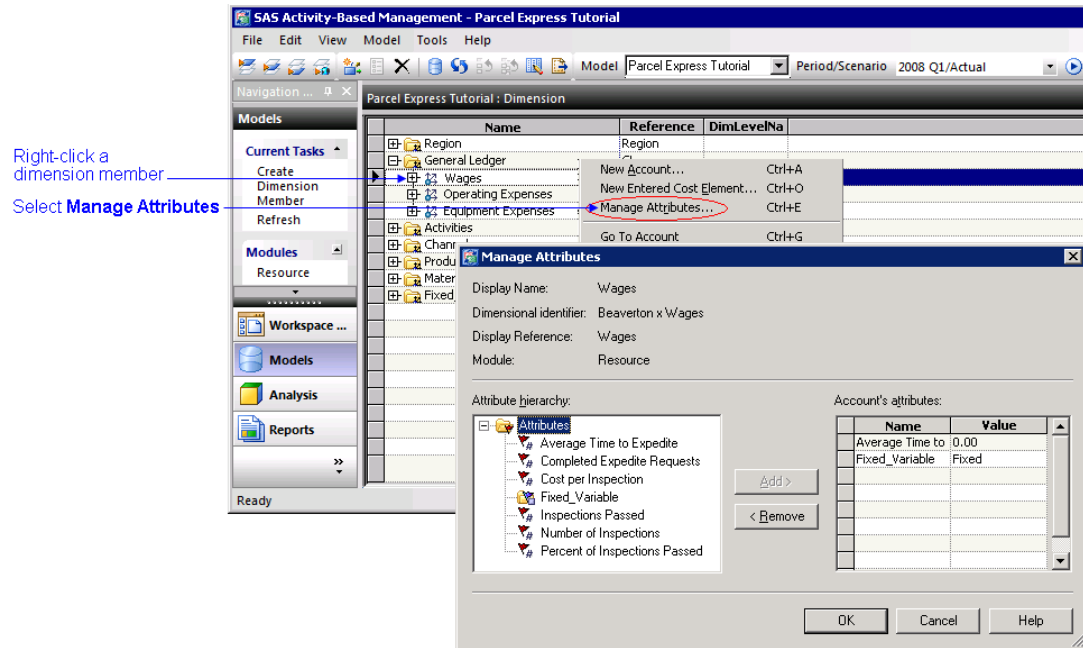 SAS Activity-Based Management - Parcel Express Tutorial
File Edit View Model Tools Help
Model Parcel Express Tutorial Period/Scenario 2008 Q1/Actual
Navigation ...
Parcel Express Tutorial : Dimension
Models
Name Reference DimLevelNa
Current Tasks
Create Dimension Member
Refresh
Modules
Resource
Workspace ...
Models
Analysis
Reports
»
Ready
Region Region
General Ledger
Wages
Operating Expenses
Equipment Expenses
Activities
Channel
Produ
Mater
Fixed_
Right-click a
dimension member
Select Manage Attributes
New Account... Ctrl+A
New Entered Cost Element... Ctrl+O
Manage Attributes... Ctrl+E
Go To Account Ctrl+G
Manage Attributes
Display Name: Wages
Dimensional identifier: Beaverton x Wages
Display Reference: Wages
Module: Resource
Attribute hierarchy:
Attributes
Average Time to Expedite
Completed Expedite Requests
Cost per Inspection
Fixed_Variable
Inspections Passed
Number of Inspections
Percent of Inspections Passed
Add >
< Remove
Account's attributes:
Name Value
Average Time to 0.00
Fixed_Variable Fixed
OK Cancel Help